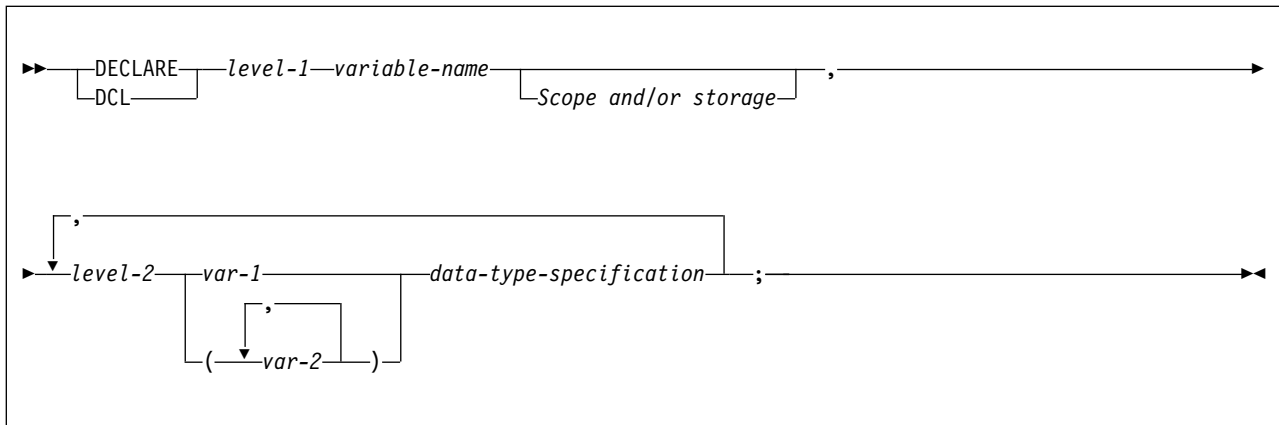 DECLARE level-1 variable-name ,
DCL Scope and/or storage
,
level-2 var-1 data-type-specification ;
,
( var-2 )